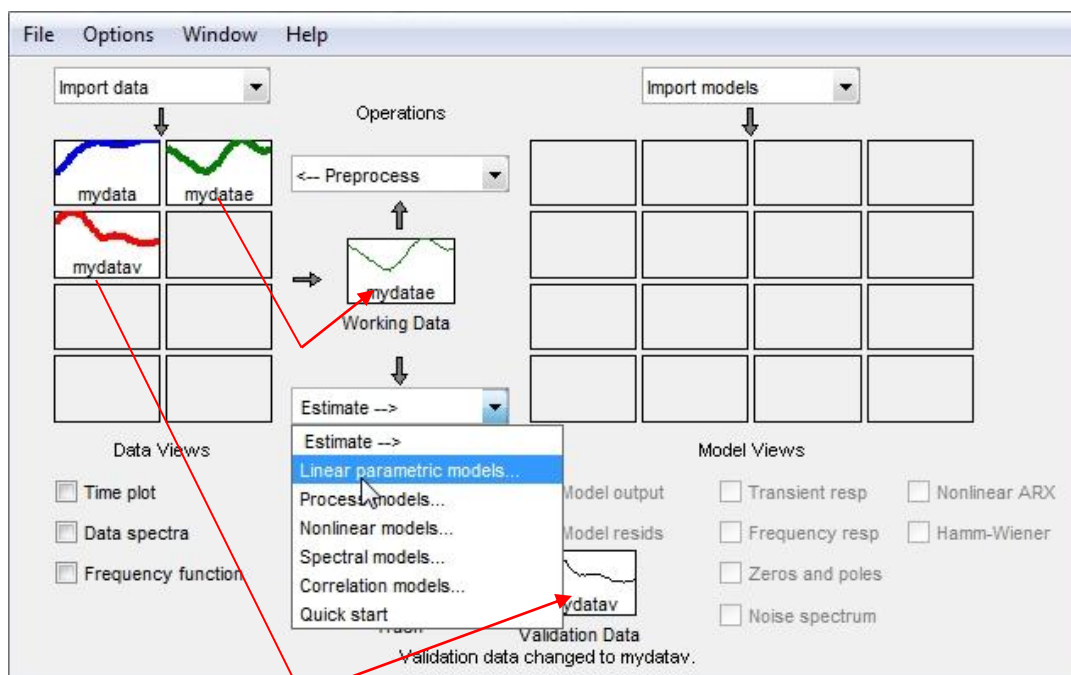 File Options Window Help
Import data
Import models
Operations
mydata
mydatae
<-- Preprocess
mydatav
mydatae
Working Data
Estimate -->
Estimate -->
Linear parametric models...
Process models...
Nonlinear models...
Spectral models...
Correlation models...
Quick start
Data Views
Time plot
Data spectra
Frequency function
Model Views
Model output
Transient resp
Nonlinear ARX
Model resids
Frequency resp
Hamm-Wiener
Zeros and poles
Noise spectrum
Trash
Validation Data
Validation data changed to mydatav.